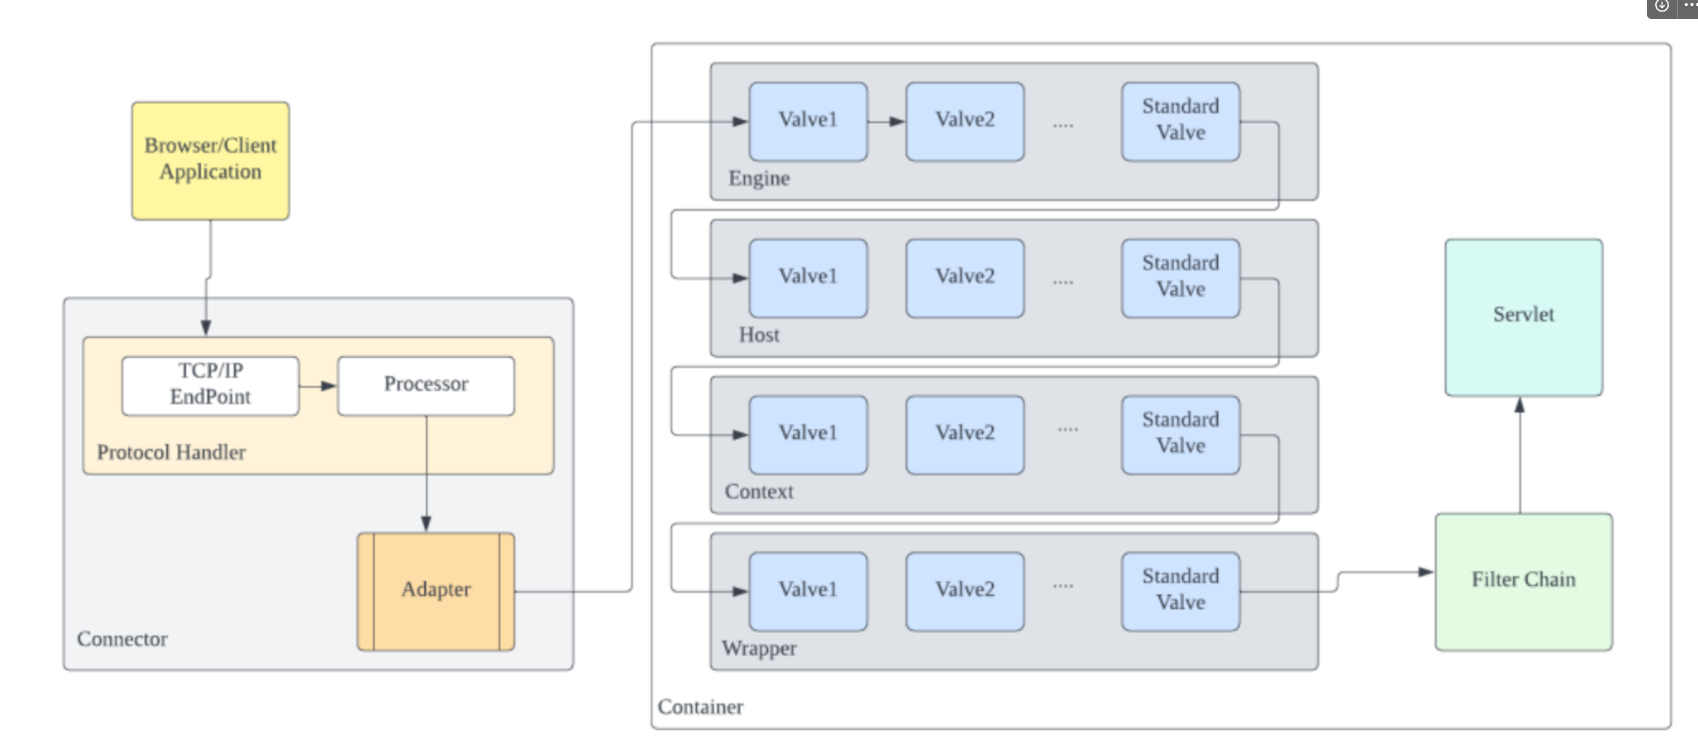 Browser/Client
Application
TCP/IP
EndPoint
Processor
Protocol Handler
Adapter
Connector
Valve1
Valve2
....
Standard
Valve
Engine
Valve1
Valve2
....
Standard
Valve
Host
Valve1
Valve2
....
Standard
Valve
Context
Valve1
Valve2
....
Standard
Valve
Wrapper
Servlet
Filter Chain
Container